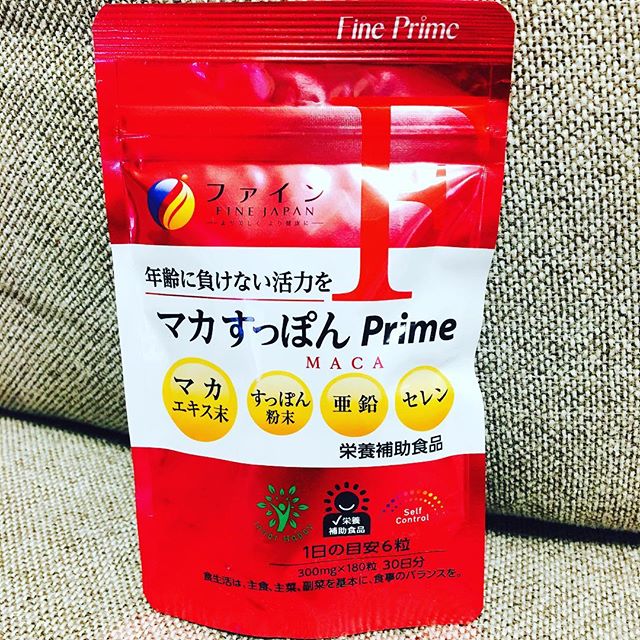 Fine Prime
F
ファイン
FINE JAPAN
年齢に負けない活力を
マカ すっぽん Prime
MACA
マカ
エキス末
すっぽん
粉末
亜鉛
セレン
栄養補助食品
✓栄養
補助食品
Self
Control
1日の目安6粒
300mg×180粒 30日分
食生活は、主食、主菜、副菜を基本に、食事のバランスを。